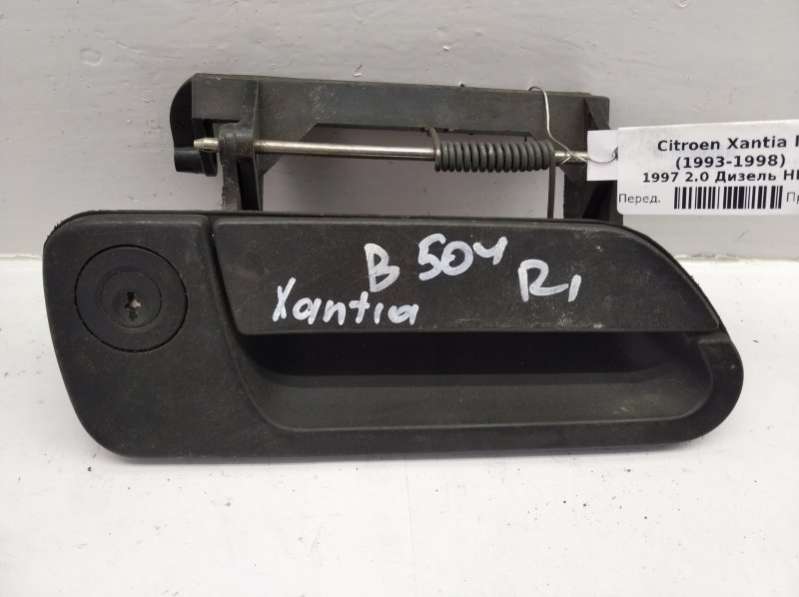 Citroen Xantia
(1993-1998)
1997 2.0 Дизель
Перед.
B 504 R1
Xantia